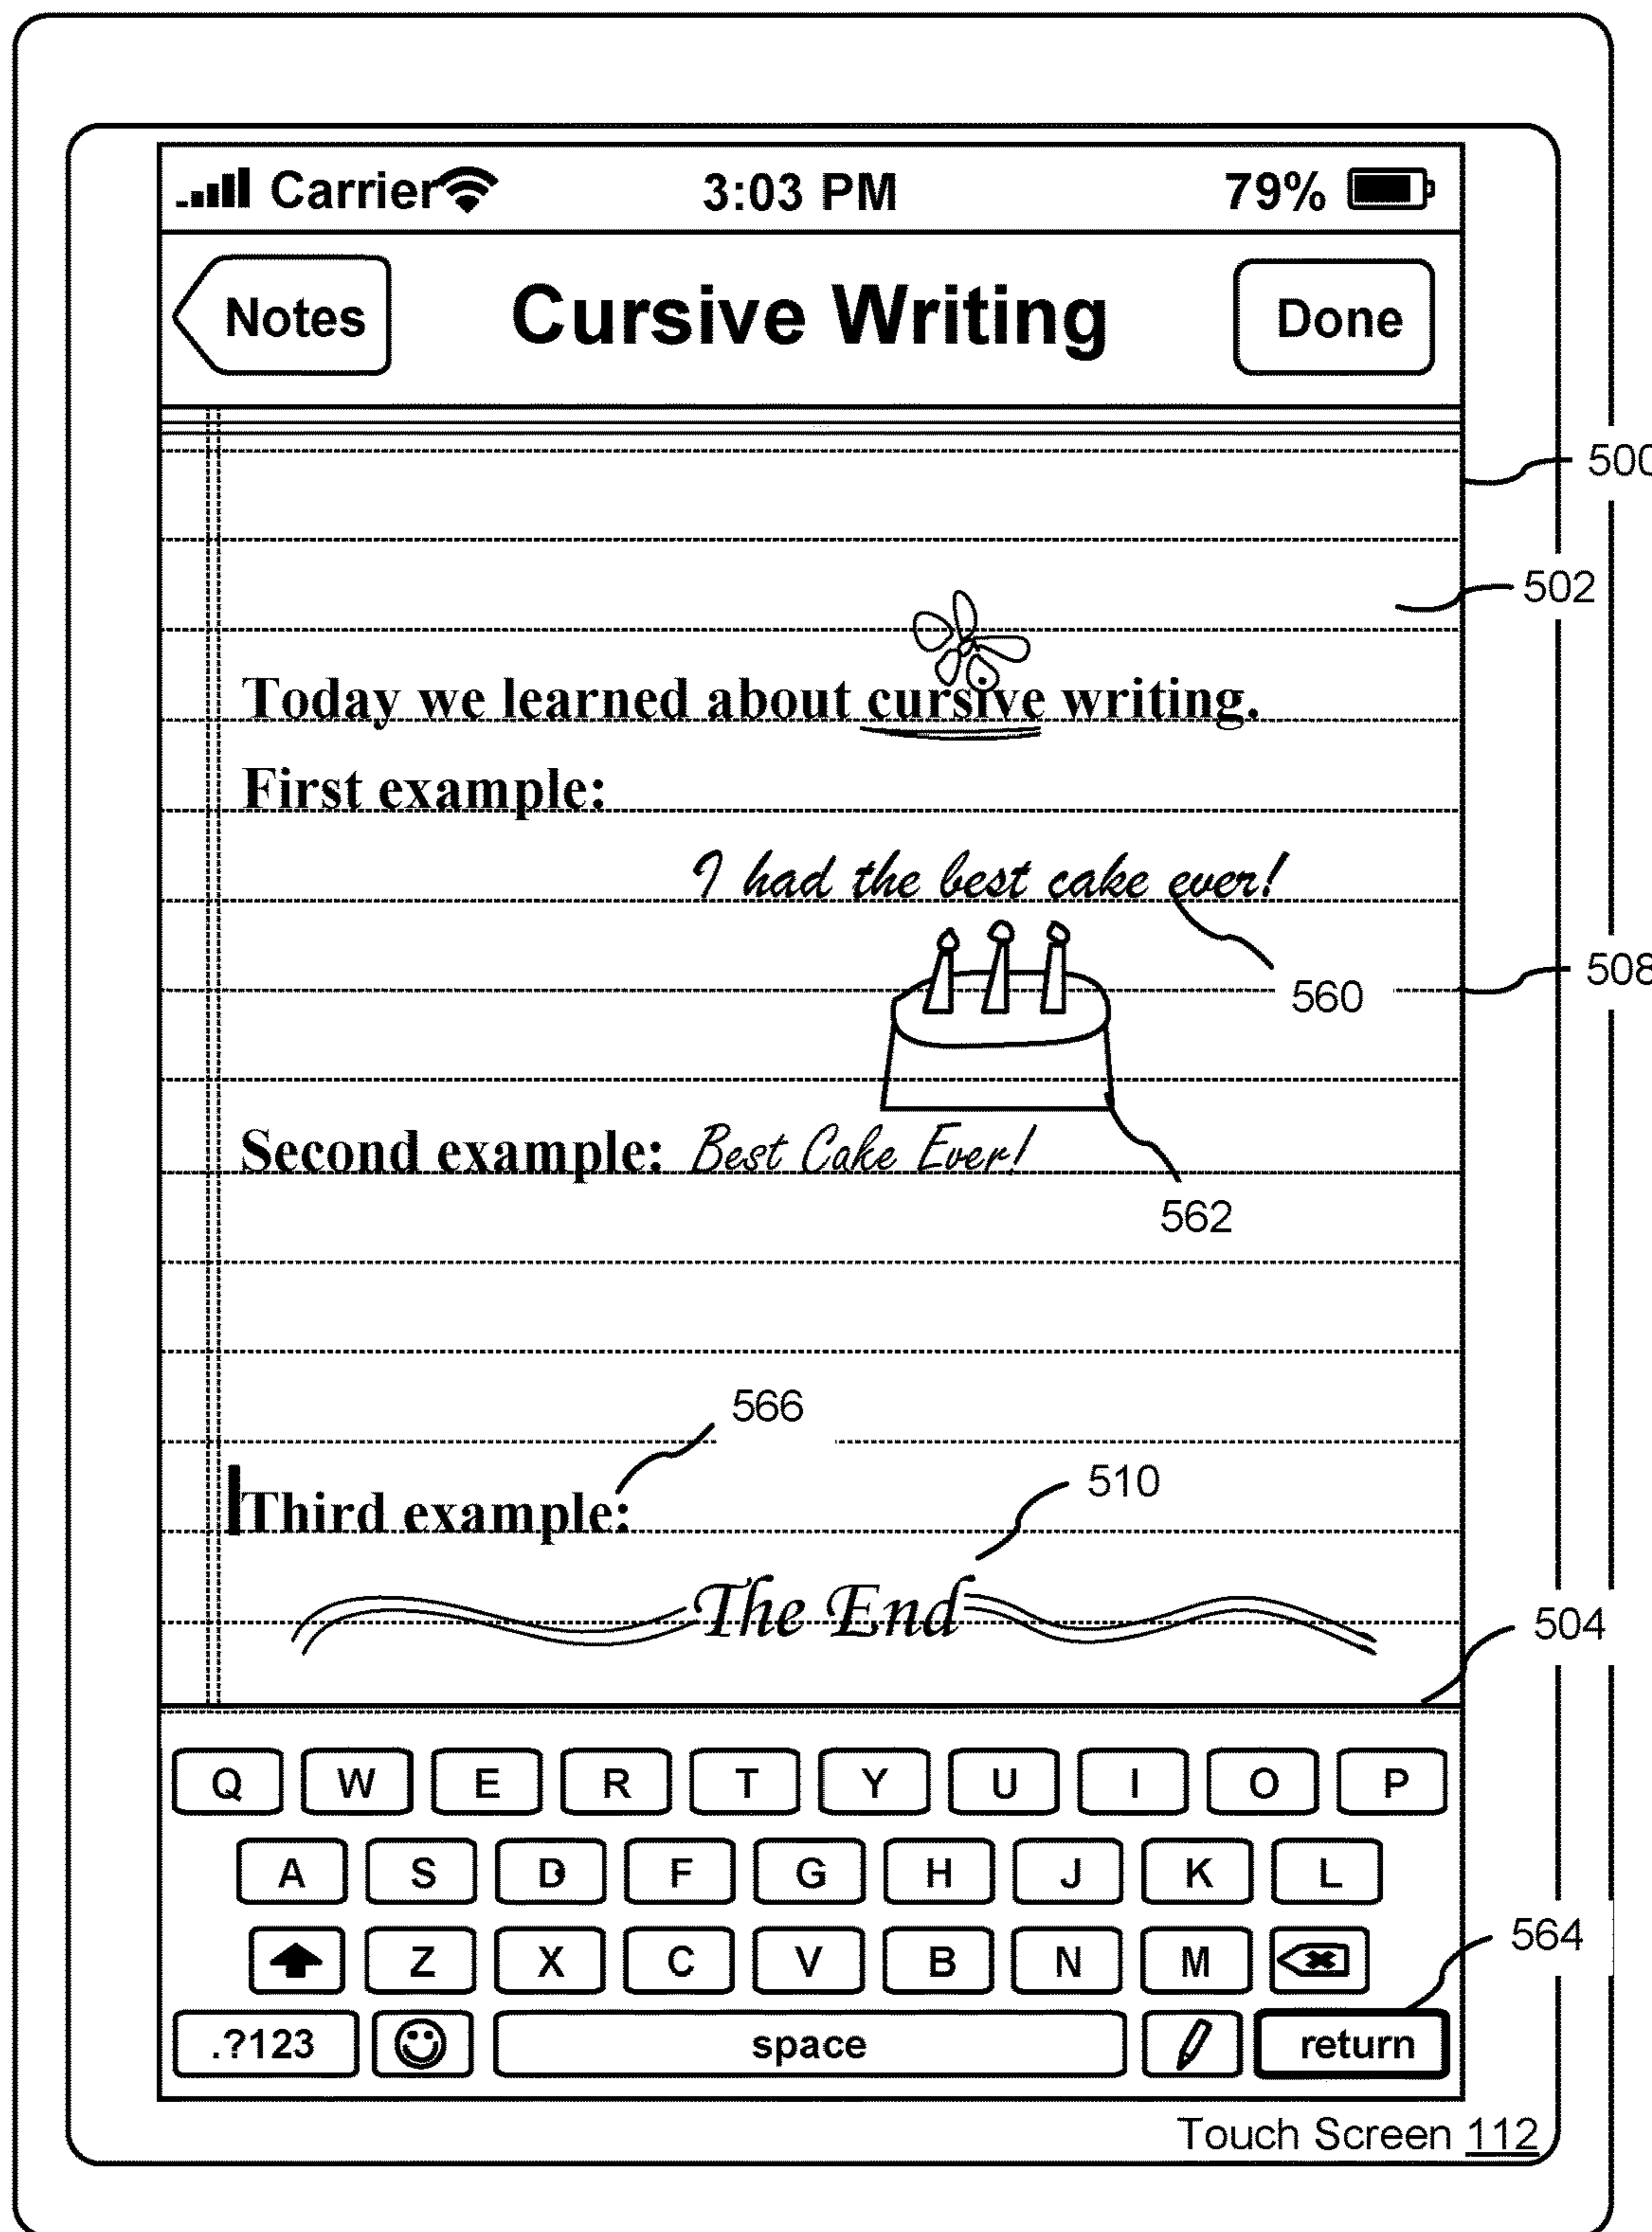 Carrier 3:03 PM 79%
Notes Cursive Writing Done
500
502
Today we learned about cursive writing.
First example:
I had the best cake ever!
508
560
Second example: Best Cake Ever!
562
566
510
Third example:
The End
504
Q W E R T Y U I O P
A S D F G H J K L
564
Z X C V B N M
.?123 space return
Touch Screen 112